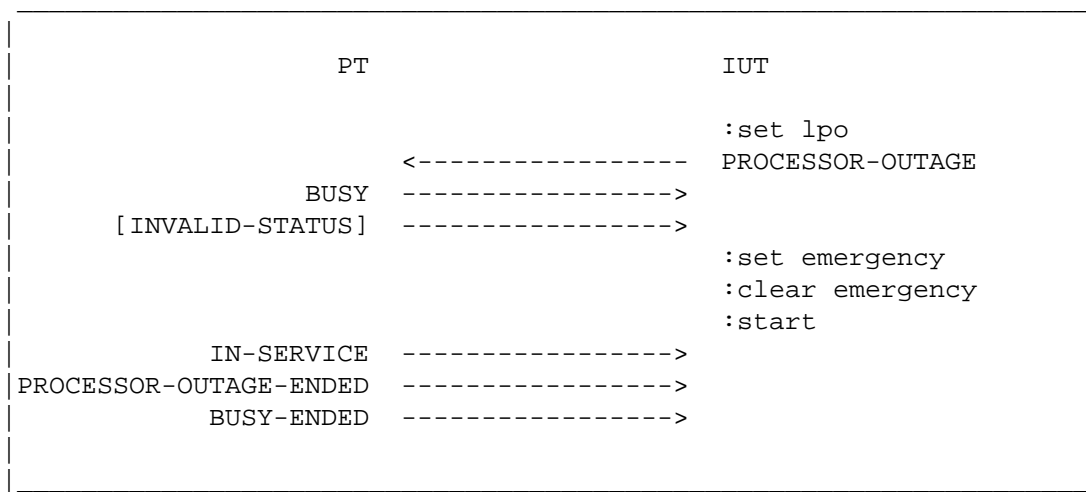 PT IUT
:set lpo
<----------------- PROCESSOR-OUTAGE
BUSY ----------------->
[INVALID-STATUS] ----------------->
:set emergency
:clear emergency
:start
IN-SERVICE ----------------->
PROCESSOR-OUTAGE-ENDED ----------------->
BUSY-ENDED ----------------->